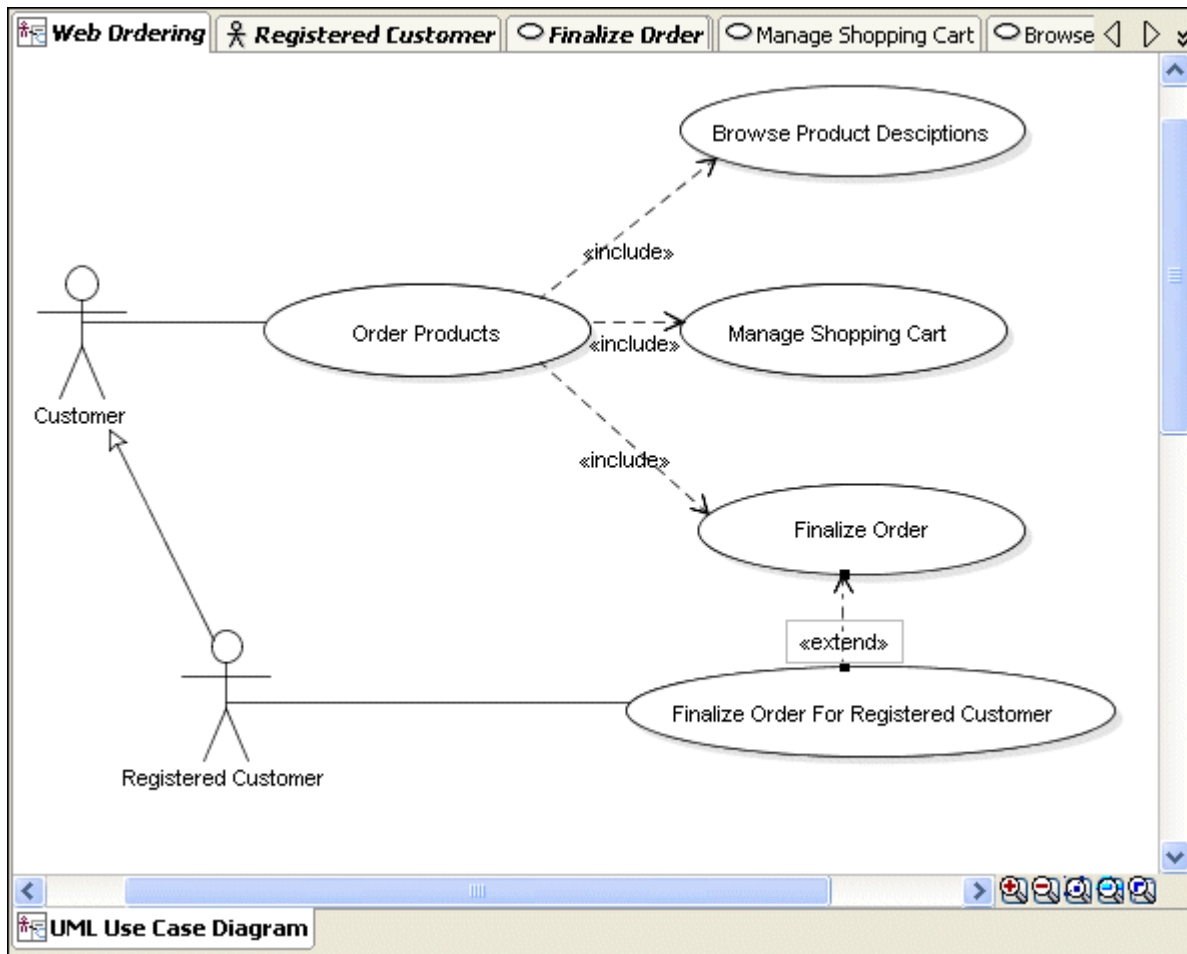 Web Ordering Registered Customer Finalize Order Manage Shopping Cart Browse
Browse Product Desciptions
«include»
Order Products
«include»
Manage Shopping Cart
Customer
«include»
Finalize Order
«extend»
Finalize Order For Registered Customer
Registered Customer
UML Use Case Diagram